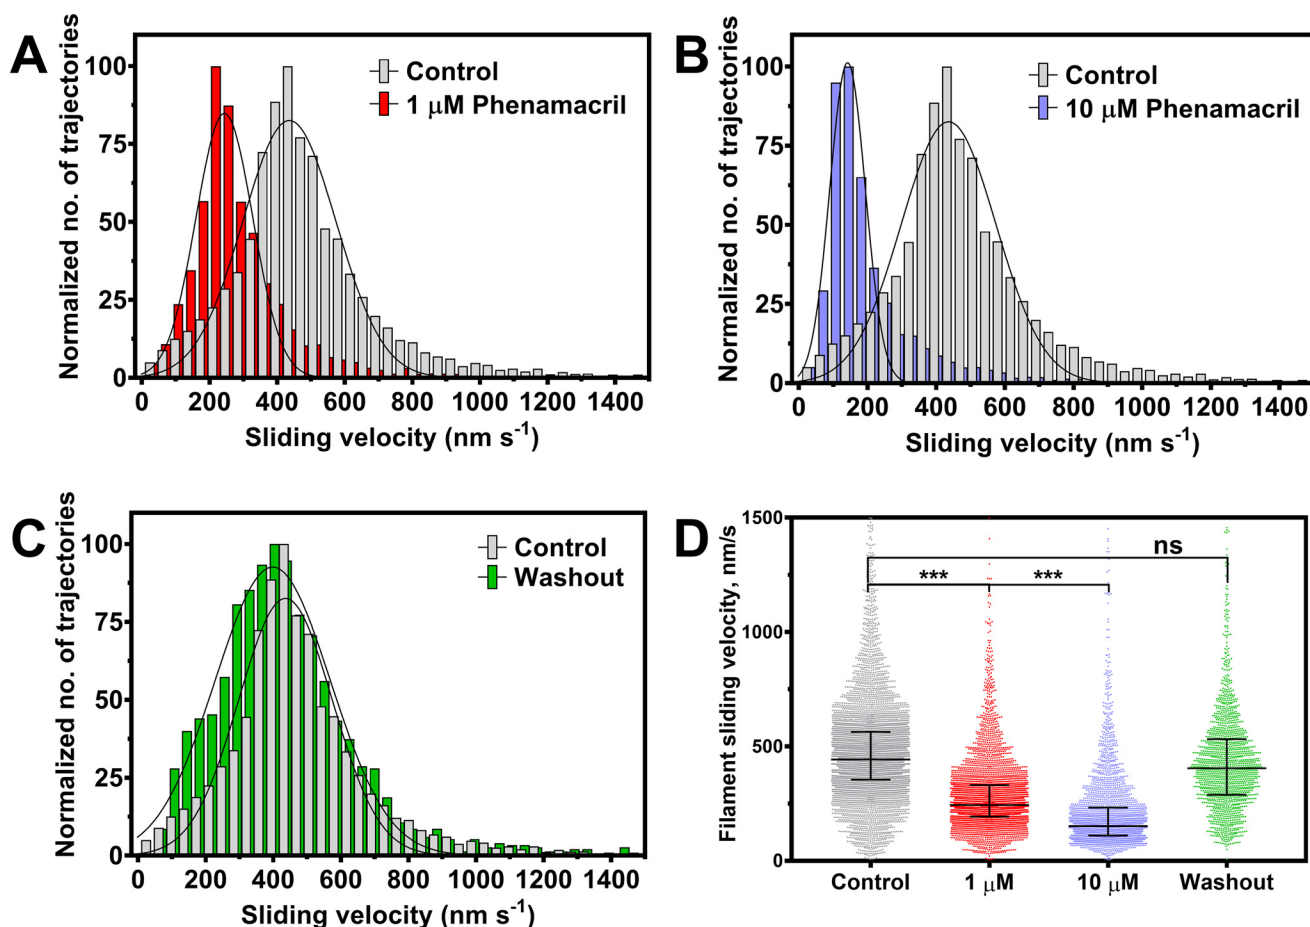 A
Normalized no. of trajectories
100
75
50
25
0
Control
1 μM Phenamacril
0 200 400 600 800 1000 1200 1400
Sliding velocity (nm s-1)
B
Normalized no. of trajectories
100
75
50
25
0
Control
10 μM Phenamacril
0 200 400 600 800 1000 1200 1400
Sliding velocity (nm s-1)
C
Normalized no. of trajectories
100
75
50
25
0
Control
Washout
0 200 400 600 800 1000 1200 1400
Sliding velocity (nm s-1)
D
Filament sliding velocity, nm/s
1500
1000
500
0
ns
*** ***
Control 1 μM 10 μM Washout